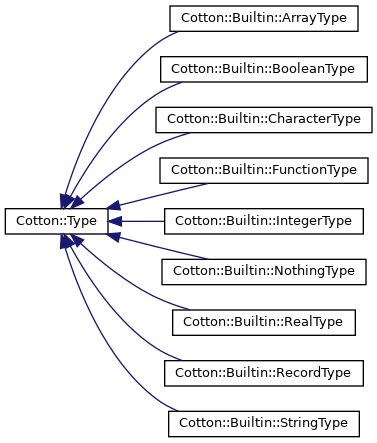 Cotton::Builtin::ArrayType
Cotton::Builtin::BooleanType
Cotton::Builtin::CharacterType
Cotton::Builtin::FunctionType
Cotton::Type
Cotton::Builtin::IntegerType
Cotton::Builtin::NothingType
Cotton::Builtin::RealType
Cotton::Builtin::RecordType
Cotton::Builtin::StringType